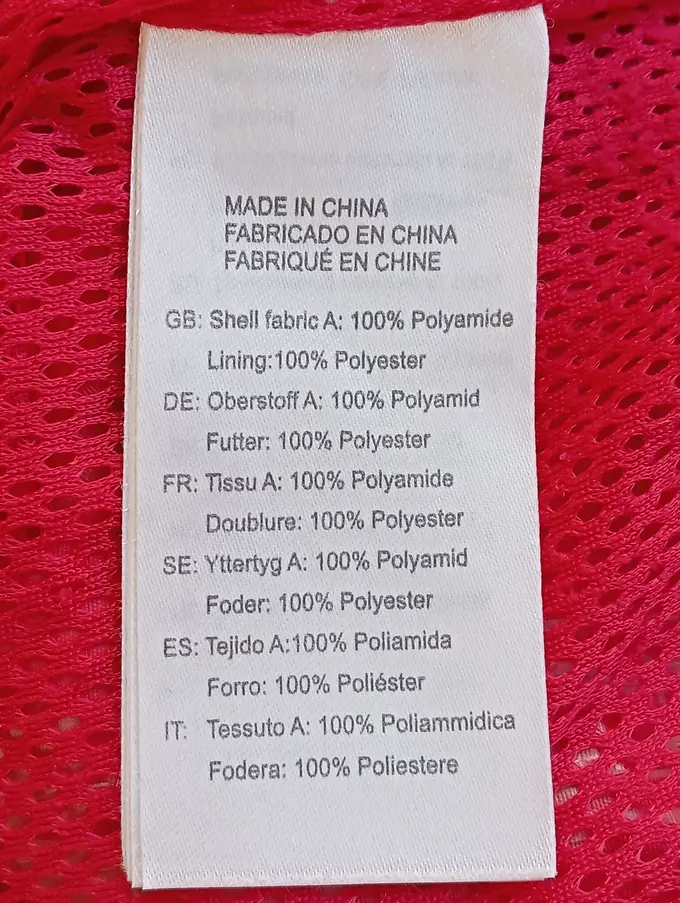 MADE IN CHINA
FABRICADO EN CHINA
FABRIQUÉ EN CHINE
GB: Shell fabric A: 100% Polyamide
Lining:100% Polyester
DE: Oberstoff A: 100% Polyamid
Futter: 100% Polyester
FR: Tissu A: 100% Polyamide
Doublure: 100% Polyester
SE: Yttertyg A: 100% Polyamid
Foder: 100% Polyester
ES: Tejido A:100% Poliamida
Forro: 100% Poliéster
IT: Tessuto A: 100% Poliammidica
Fodera: 100% Poliestere